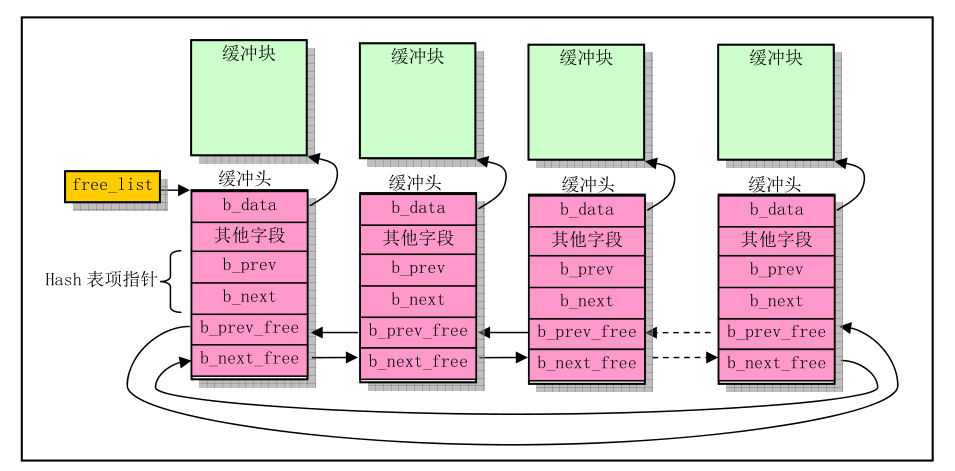 缓冲块 缓冲块 缓冲块 缓冲块
free_list
缓冲头 缓冲头 缓冲头 缓冲头
b_data b_data b_data b_data
其他字段 其他字段 其他字段 其他字段
b_prev b_prev b_prev b_prev
Hash 表项指针
b_next b_next b_next b_next
b_prev_free b_prev_free b_prev_free b_prev_free
b_next_free b_next_free b_next_free b_next_free